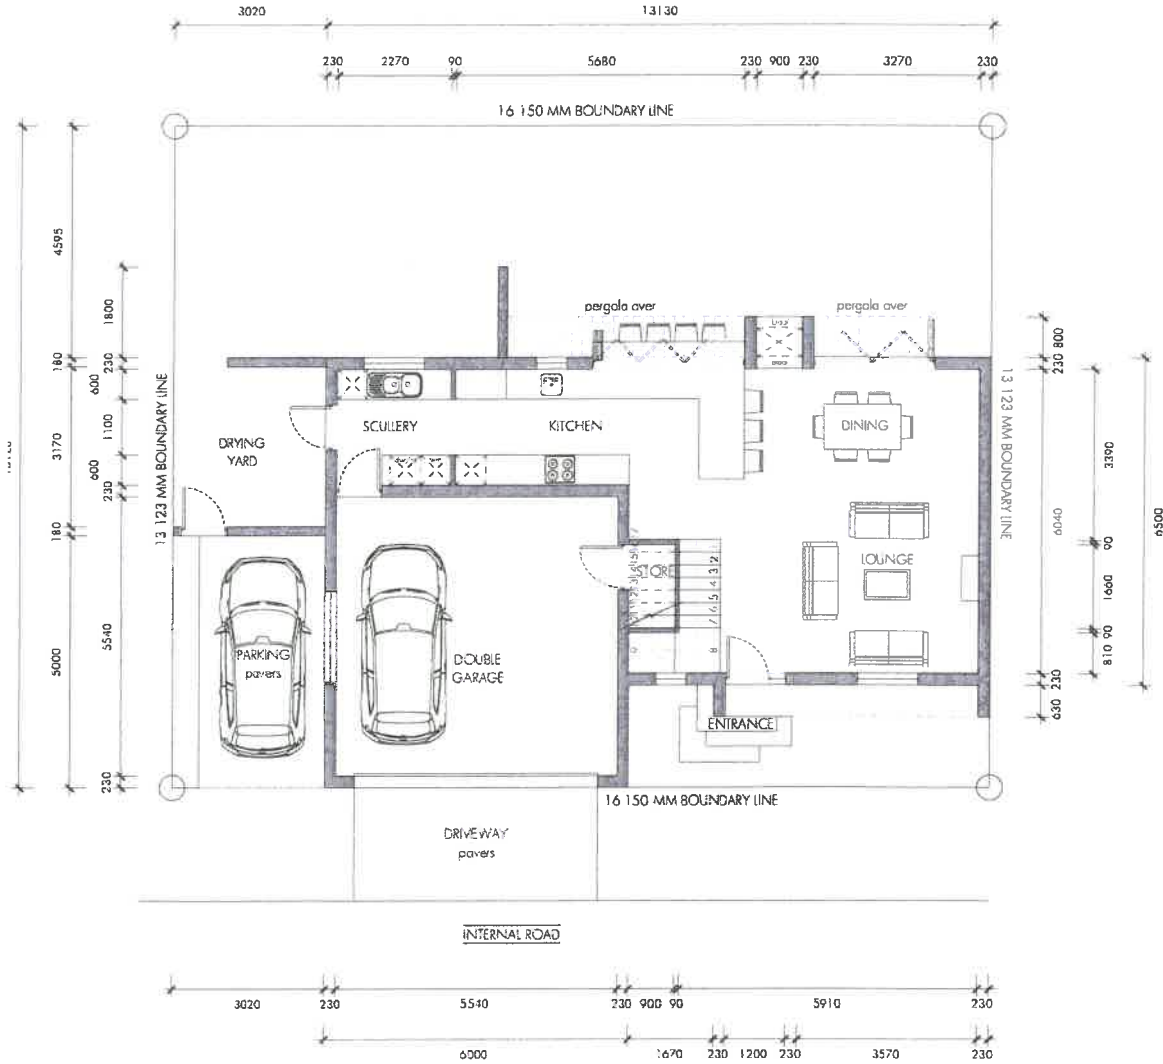 3020
13130
230
2270
90
5680
230
900
230
3270
230
16 150 MM BOUNDARY LINE
4595
1800
180
230
600
1100
3170
600
230
180
5540
5000
230
13 123 MM BOUNDARY LINE
pergola aver
pergola aver
DRYING
YARD
SCULLERY
KITCHEN
DINING
STORE
LOUNGE
PARKING
pavers
DOUBLE
GARAGE
ENTRANCE
13 123 MM BOUNDARY LINE
800
230
3390
6040
6500
90
1660
90
810
230
630
16 150 MM BOUNDARY LINE
DRIVEWAY
pavers
INTERNAL ROAD
3020
230
5540
230
900
90
5910
230
6000
1670
230
1200
230
3570
230